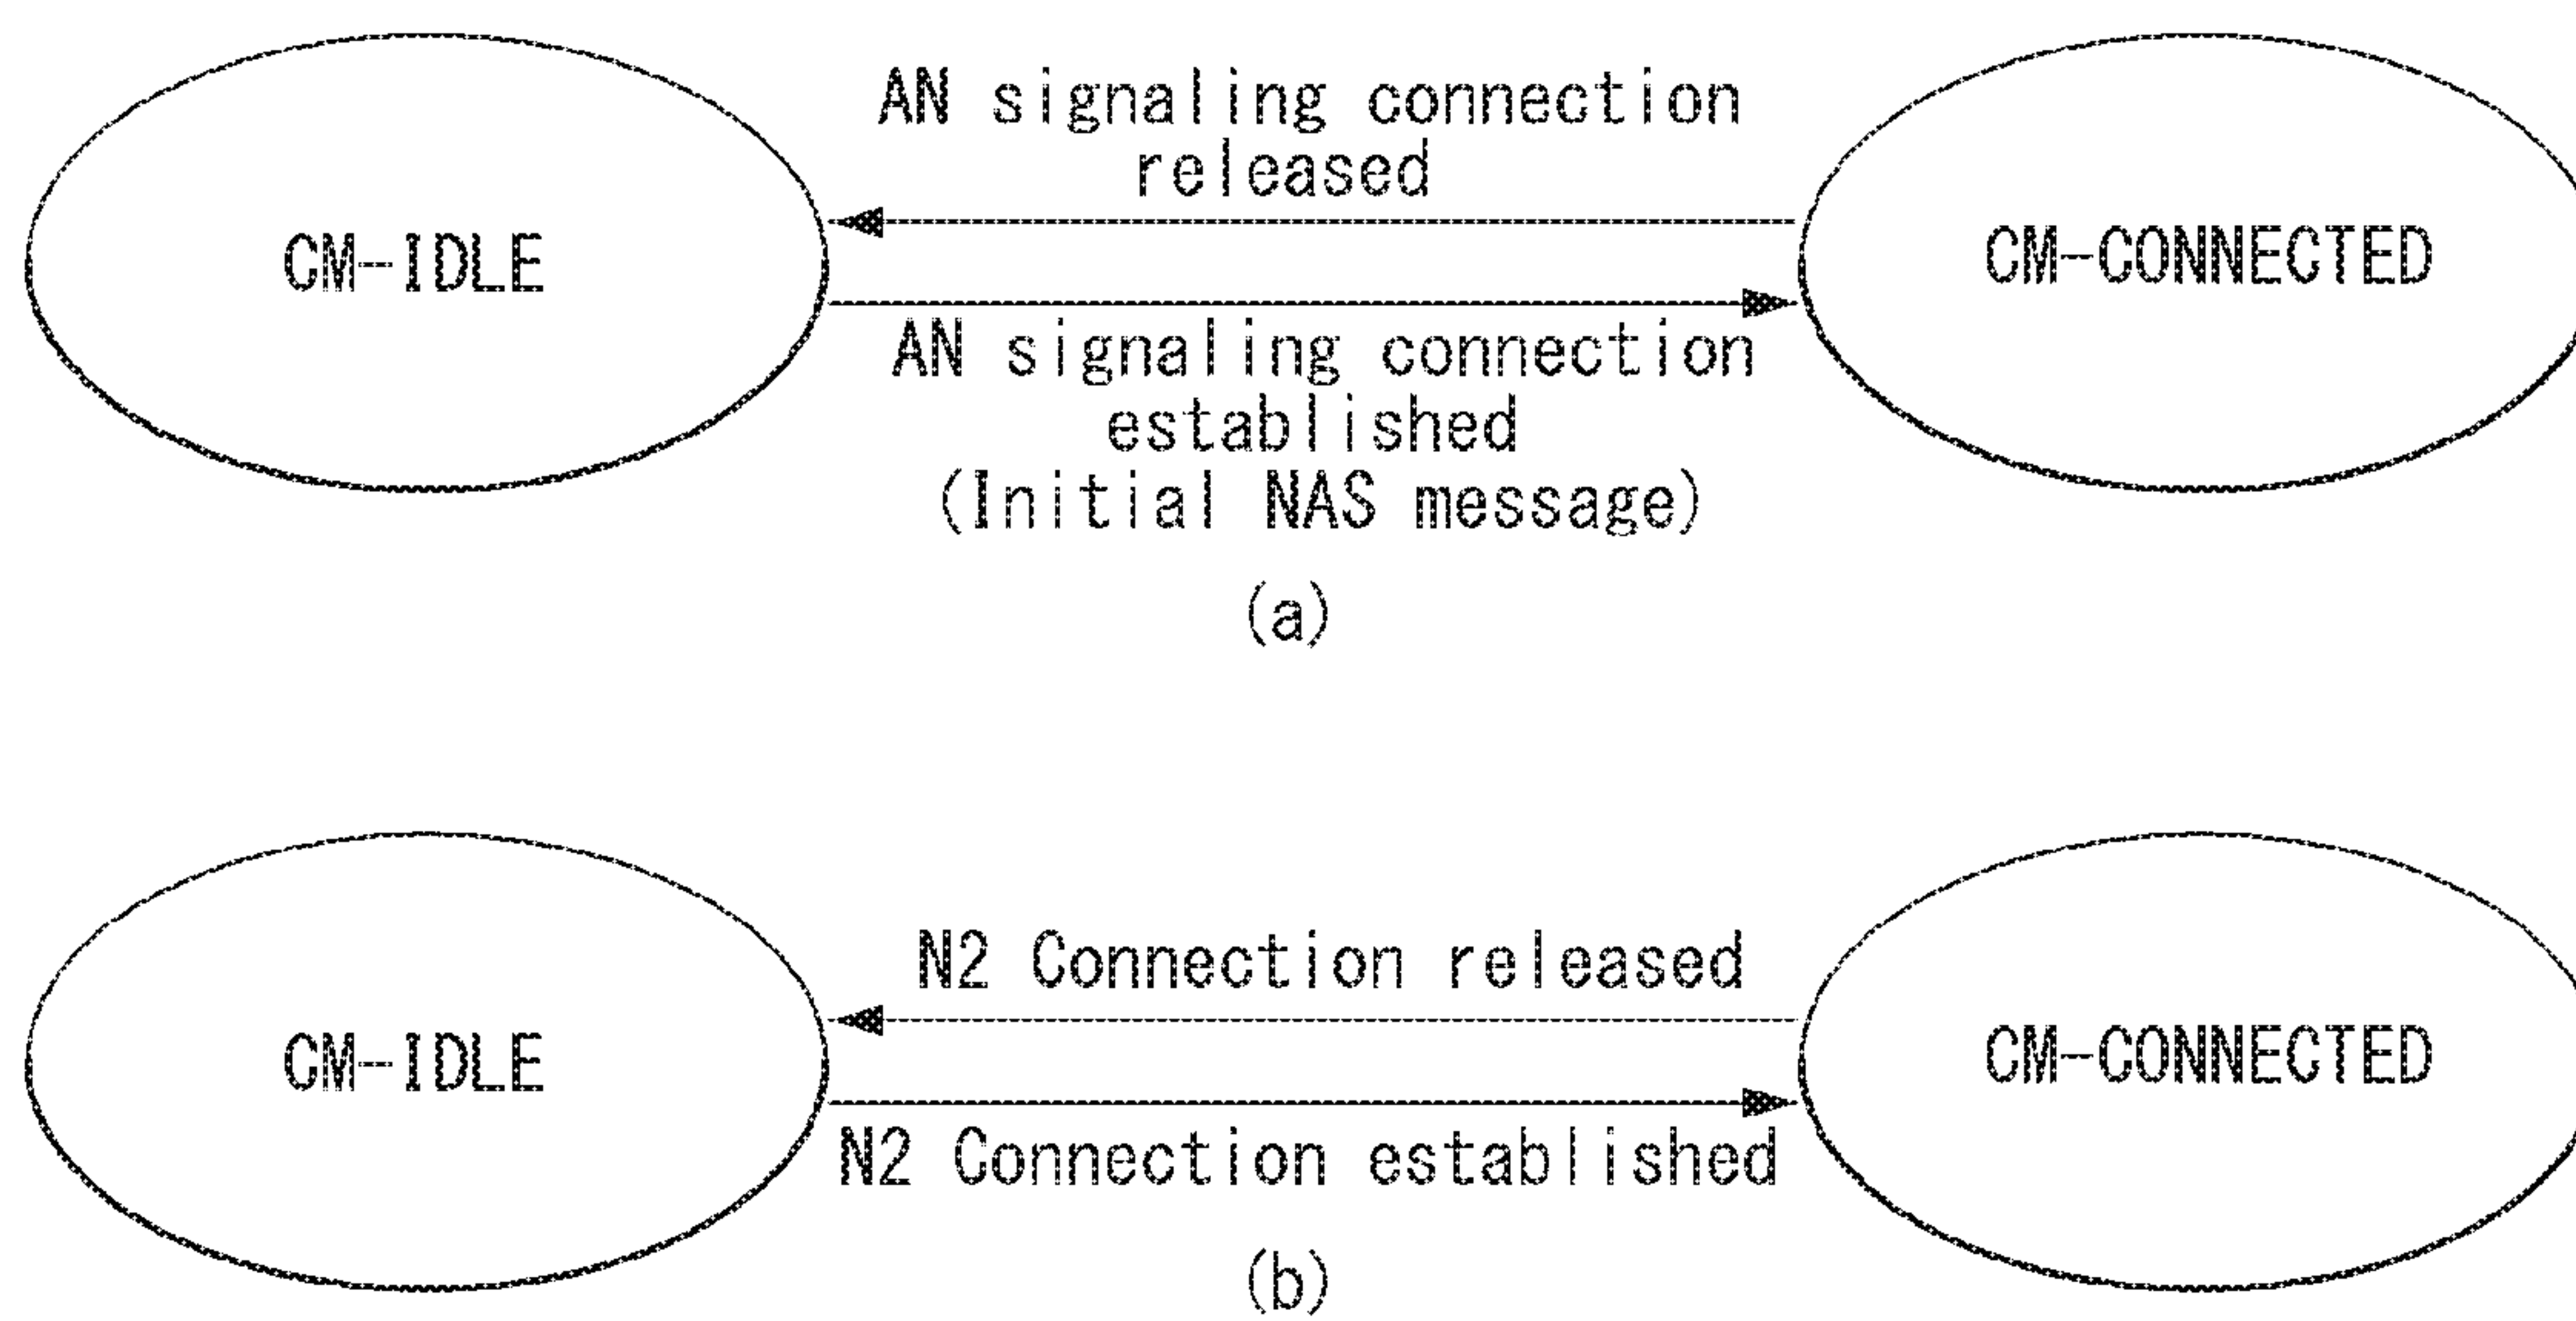 AN signaling connection
released
CM-IDLE
CM-CONNECTED
AN signaling connection
established
(Initial NAS message)
(a)
N2 Connection released
CM-IDLE
CM-CONNECTED
N2 Connection established
(b)